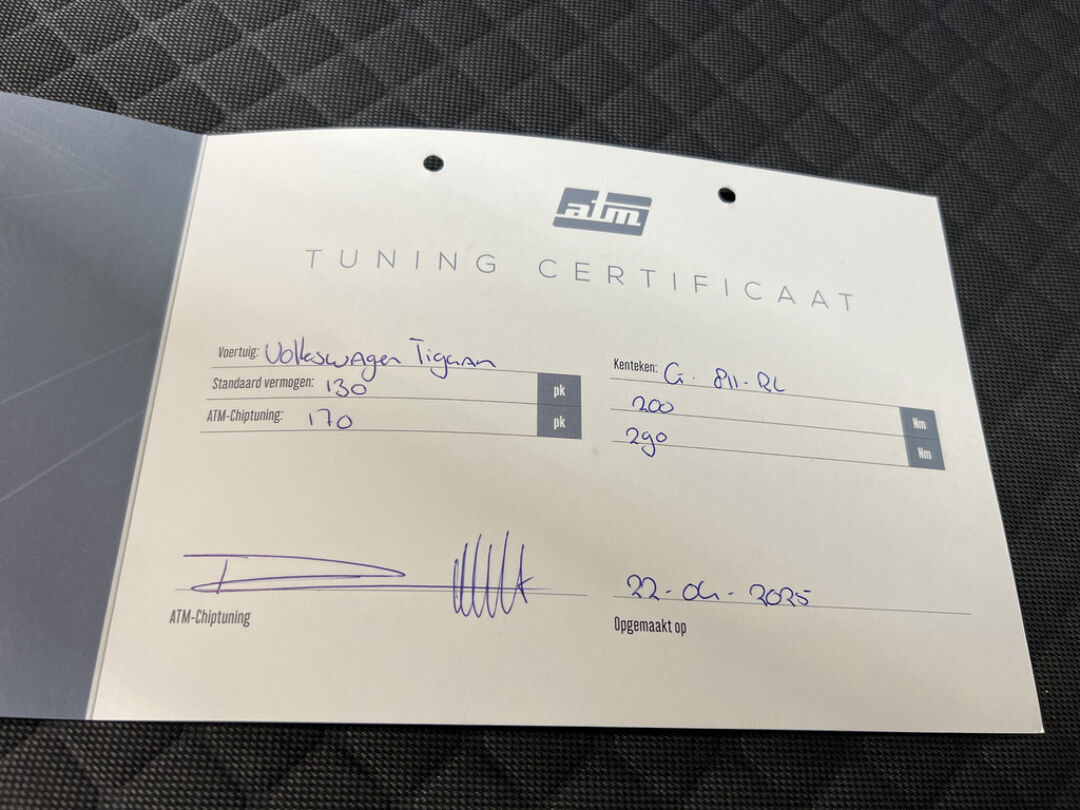 atm
TUNING CERTIFICAAT
Voertuig: Volkswagen Tiguan
Kenteken: G-811-RL
Standaard vermogen: 130 pk
200 Nm
ATM-Chiptuning: 170 pk
290 Nm
22-04-2025
ATM-Chiptuning
Opgemaakt op